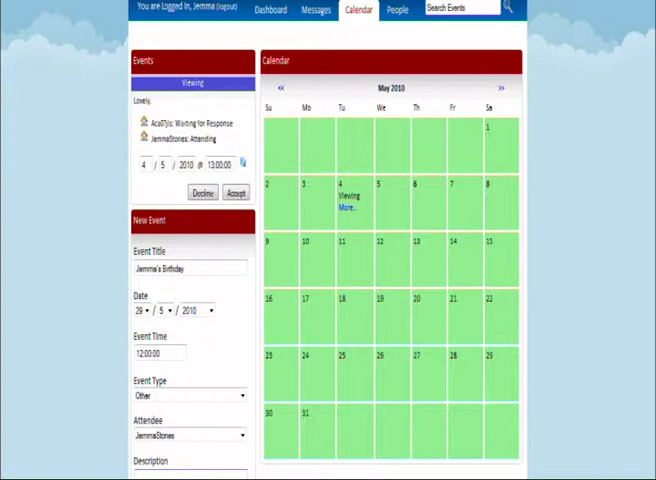 You are Logged In, Jemma (logout)
Dashboard Messages Calendar People
Search Events
Events
Viewing
Lovely.
Aca07jls: Waiting for Response
JemmaStones: Attending
4 / 5 / 2010 @ 13:00:00
Decline Accept
New Event
Event Title
Jemma's Birthday
Date
29 / 5 / 2010
Event Time
12:00:00
Event Type
Other
Attendee
JemmaStones
Description
Calendar
<< May 2010 >>
Su Mo Tu We Th Fr Sa
1
2 3 4 5 6 7 8
Viewing
More...
9 10 11 12 13 14 15
16 17 18 19 20 21 22
23 24 25 26 27 28 29
30 31